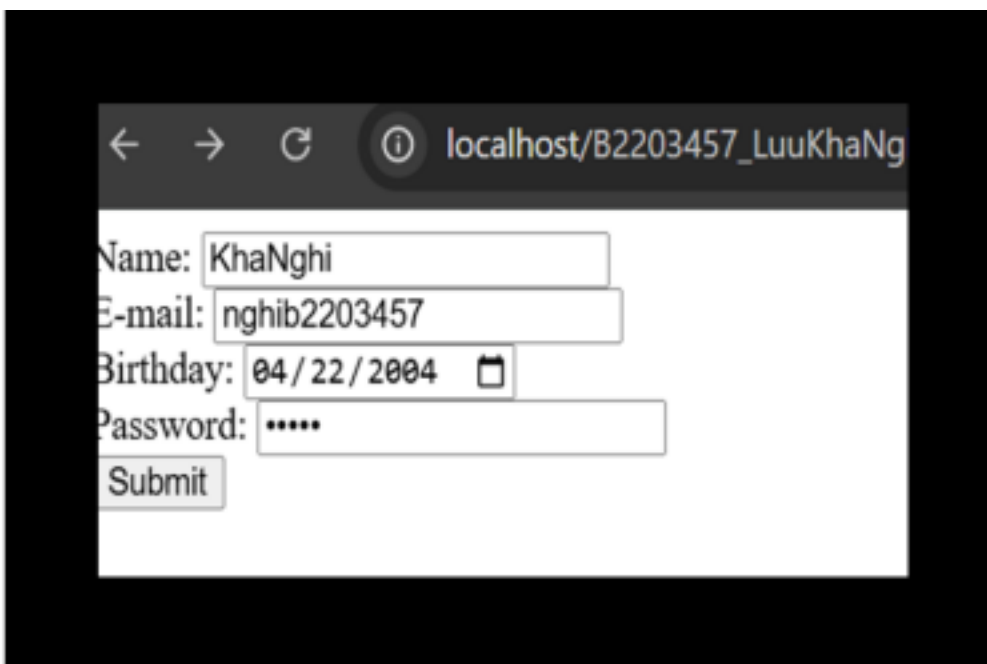 localhost/B2203457_LuuKhaNg
Name: KhaNghi
E-mail: nghib2203457
Birthday: 04/22/2004
Password: •••••
Submit